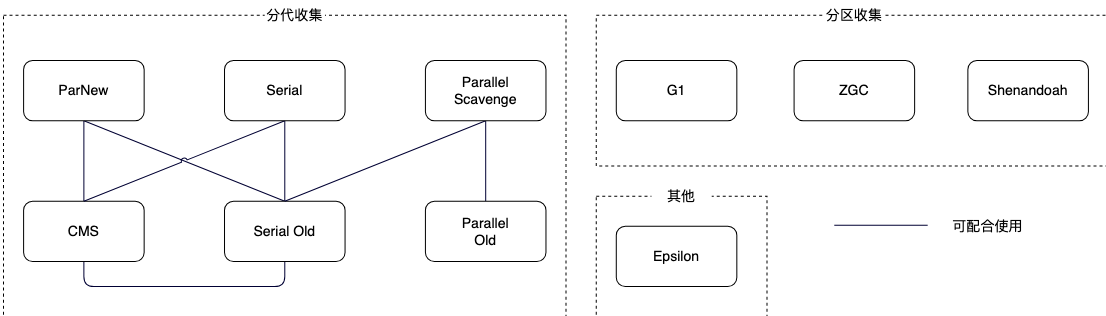 分代收集
分区收集
ParNew
Serial
Parallel
Scavenge
G1
ZGC
Shenandoah
CMS
Serial Old
Parallel
Old
其他
Epsilon
可配合使用